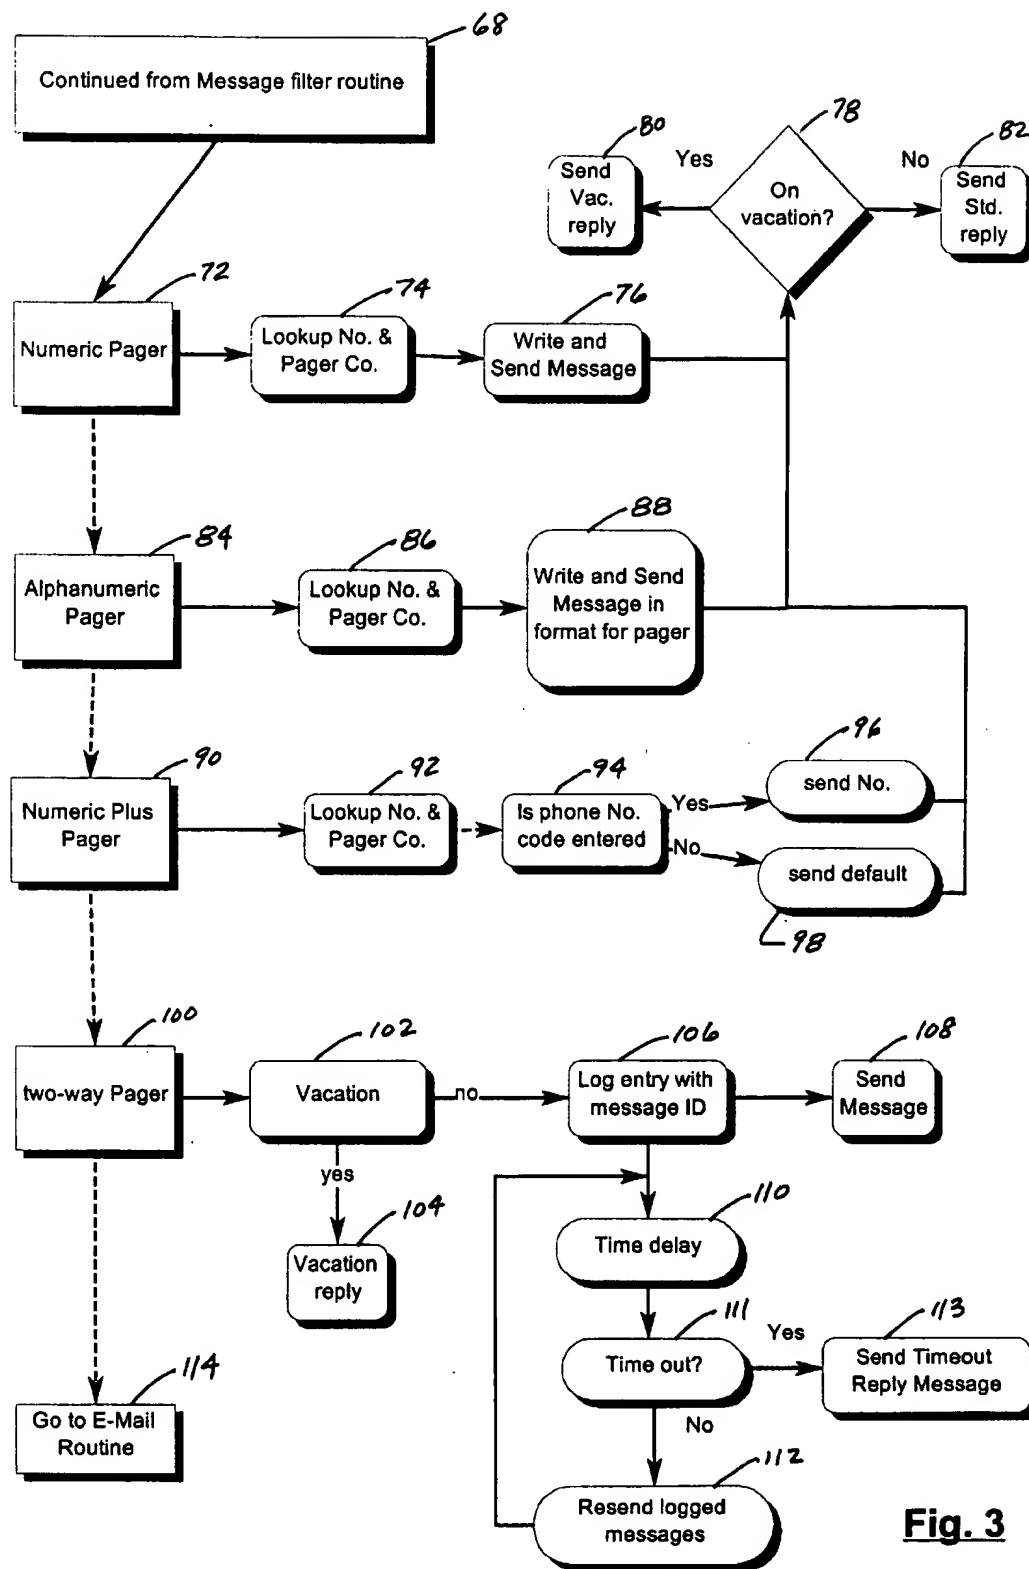 68
Continued from Message filter routine
80
78
82
Send
Vac.
reply
Yes
On
vacation?
No
Send
Std.
reply
72
Numeric Pager
74
Lookup No. &
Pager Co.
76
Write and
Send Message
84
Alphanumeric
Pager
86
Lookup No. &
Pager Co.
88
Write and Send
Message in
format for pager
90
Numeric Plus
Pager
92
Lookup No. &
Pager Co.
94
Is phone No.
code entered
Yes
No
96
send No.
send default
98
100
two-way Pager
102
Vacation
no
yes
104
Vacation
reply
106
Log entry with
message ID
108
Send
Message
110
Time delay
111
Time out?
Yes
No
113
Send Timeout
Reply Message
112
Resend logged
messages
114
Go to E-Mail
Routine
Fig. 3